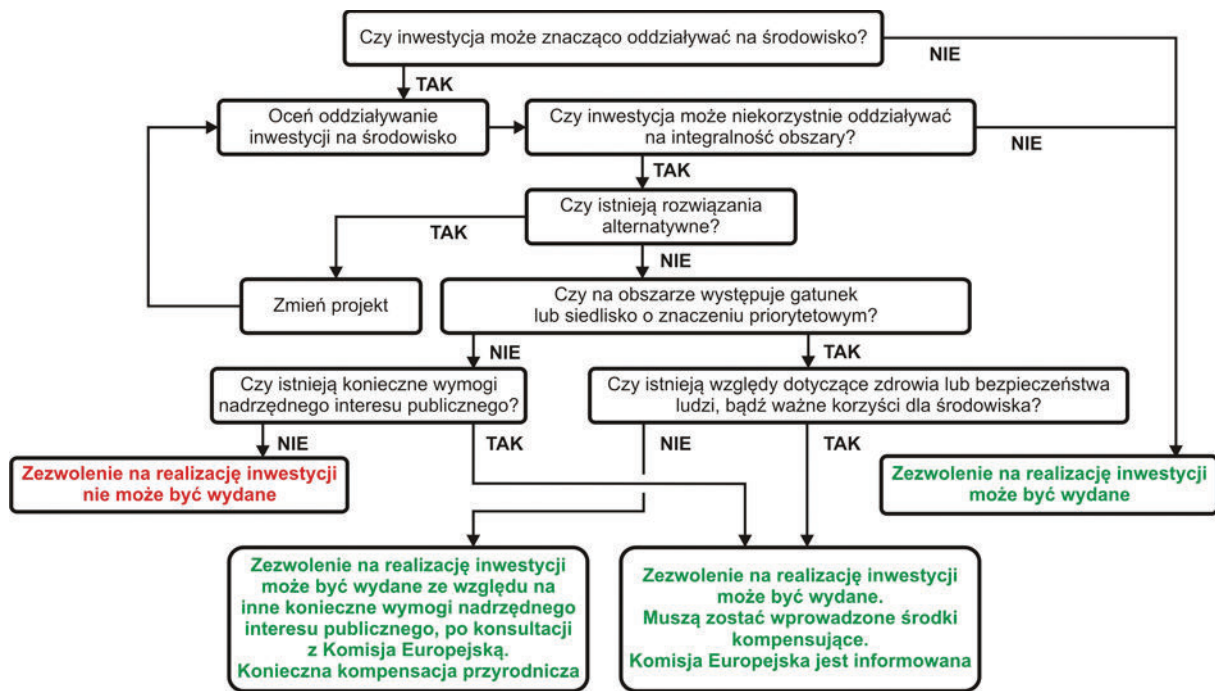 Czy inwestycja może znacząco oddziaływać na środowisko?
NIE
TAK
Oceń oddziaływanie
inwestycji na środowisko
Czy inwestycja może niekorzystnie oddziaływać
na integralność obszary?
NIE
TAK
Czy istnieją rozwiązania
alternatywne?
TAK
NIE
Zmień projekt
Czy na obszarze występuje gatunek
lub siedlisko o znaczeniu priorytetowym?
NIE
TAK
Czy istnieją konieczne wymogi
nadrzędnego interesu publicznego?
Czy istnieją względy dotyczące zdrowia lub bezpieczeństwa
ludzi, bądź ważne korzyści dla środowiska?
NIE
TAK
NIE
TAK
Zezwolenie na realizację inwestycji
nie może być wydane
Zezwolenie na realizację inwestycji
może być wydane
Zezwolenie na realizację inwestycji
może być wydane ze względu na
inne konieczne wymogi nadrzędnego
interesu publicznego, po konsultacji
z Komisja Europejską.
Konieczna kompensacja przyrodnicza
Zezwolenie na realizację inwestycji
może być wydane.
Muszą zostać wprowadzone środki
kompensujące.
Komisja Europejska jest informowana